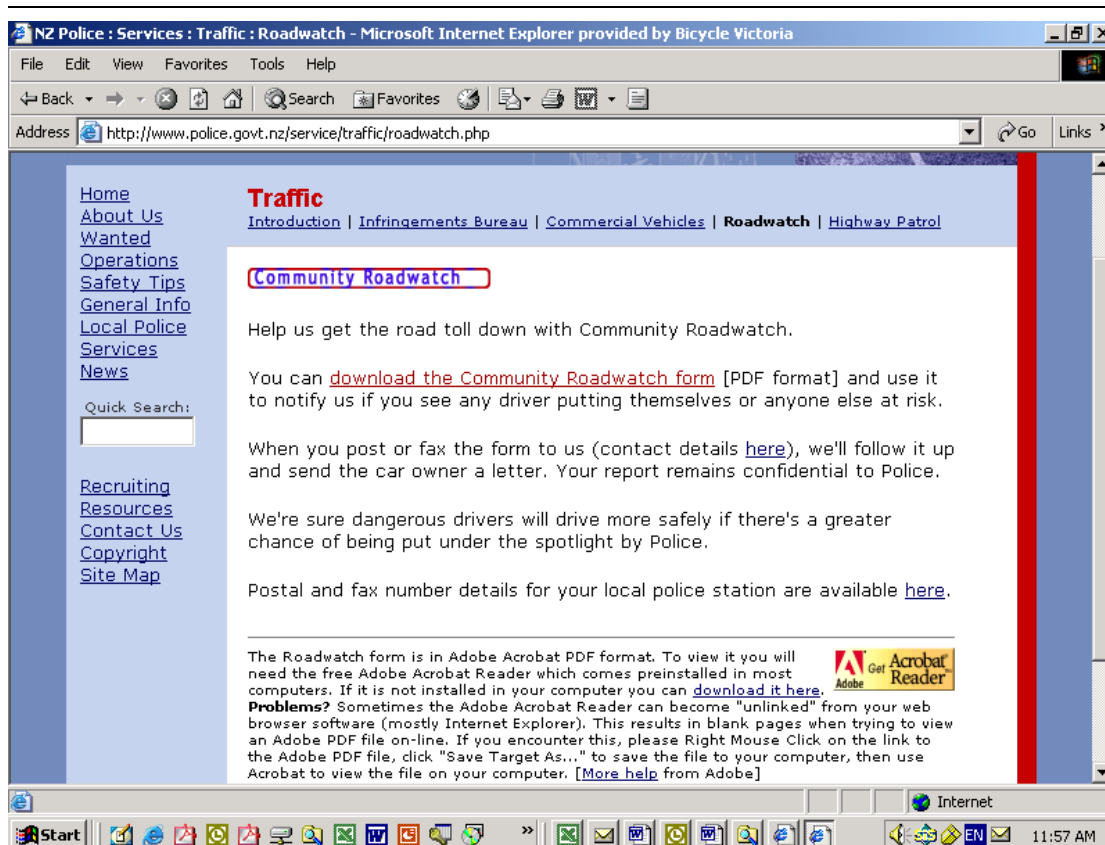 NZ Police : Services : Traffic : Roadwatch - Microsoft Internet Explorer provided by Bicycle Victoria
File Edit View Favorites Tools Help
Back Search Favorites
Address http://www.police.govt.nz/service/traffic/roadwatch.php Go Links »
Home
About Us
Wanted
Operations
Safety Tips
General Info
Local Police
Services
News
Quick Search:
Recruiting
Resources
Contact Us
Copyright
Site Map
Traffic
Introduction | Infringements Bureau | Commercial Vehicles | Roadwatch | Highway Patrol
Community Roadwatch
Help us get the road toll down with Community Roadwatch.
You can download the Community Roadwatch form [PDF format] and use it
to notify us if you see any driver putting themselves or anyone else at risk.
When you post or fax the form to us (contact details here), we'll follow it up
and send the car owner a letter. Your report remains confidential to Police.
We're sure dangerous drivers will drive more safely if there's a greater
chance of being put under the spotlight by Police.
Postal and fax number details for your local police station are available here.
The Roadwatch form is in Adobe Acrobat PDF format. To view it you will
need the free Adobe Acrobat Reader which comes preinstalled in most
computers. If it is not installed in your computer you can download it here.
Problems? Sometimes the Adobe Acrobat Reader can become "unlinked" from your web
browser software (mostly Internet Explorer). This results in blank pages when trying to view
an Adobe PDF file on-line. If you encounter this, please Right Mouse Click on the link to
the Adobe PDF file, click "Save Target As..." to save the file to your computer, then use
Acrobat to view the file on your computer. [More help from Adobe]
Adobe Get Acrobat Reader
Internet
Start » EN 11:57 AM